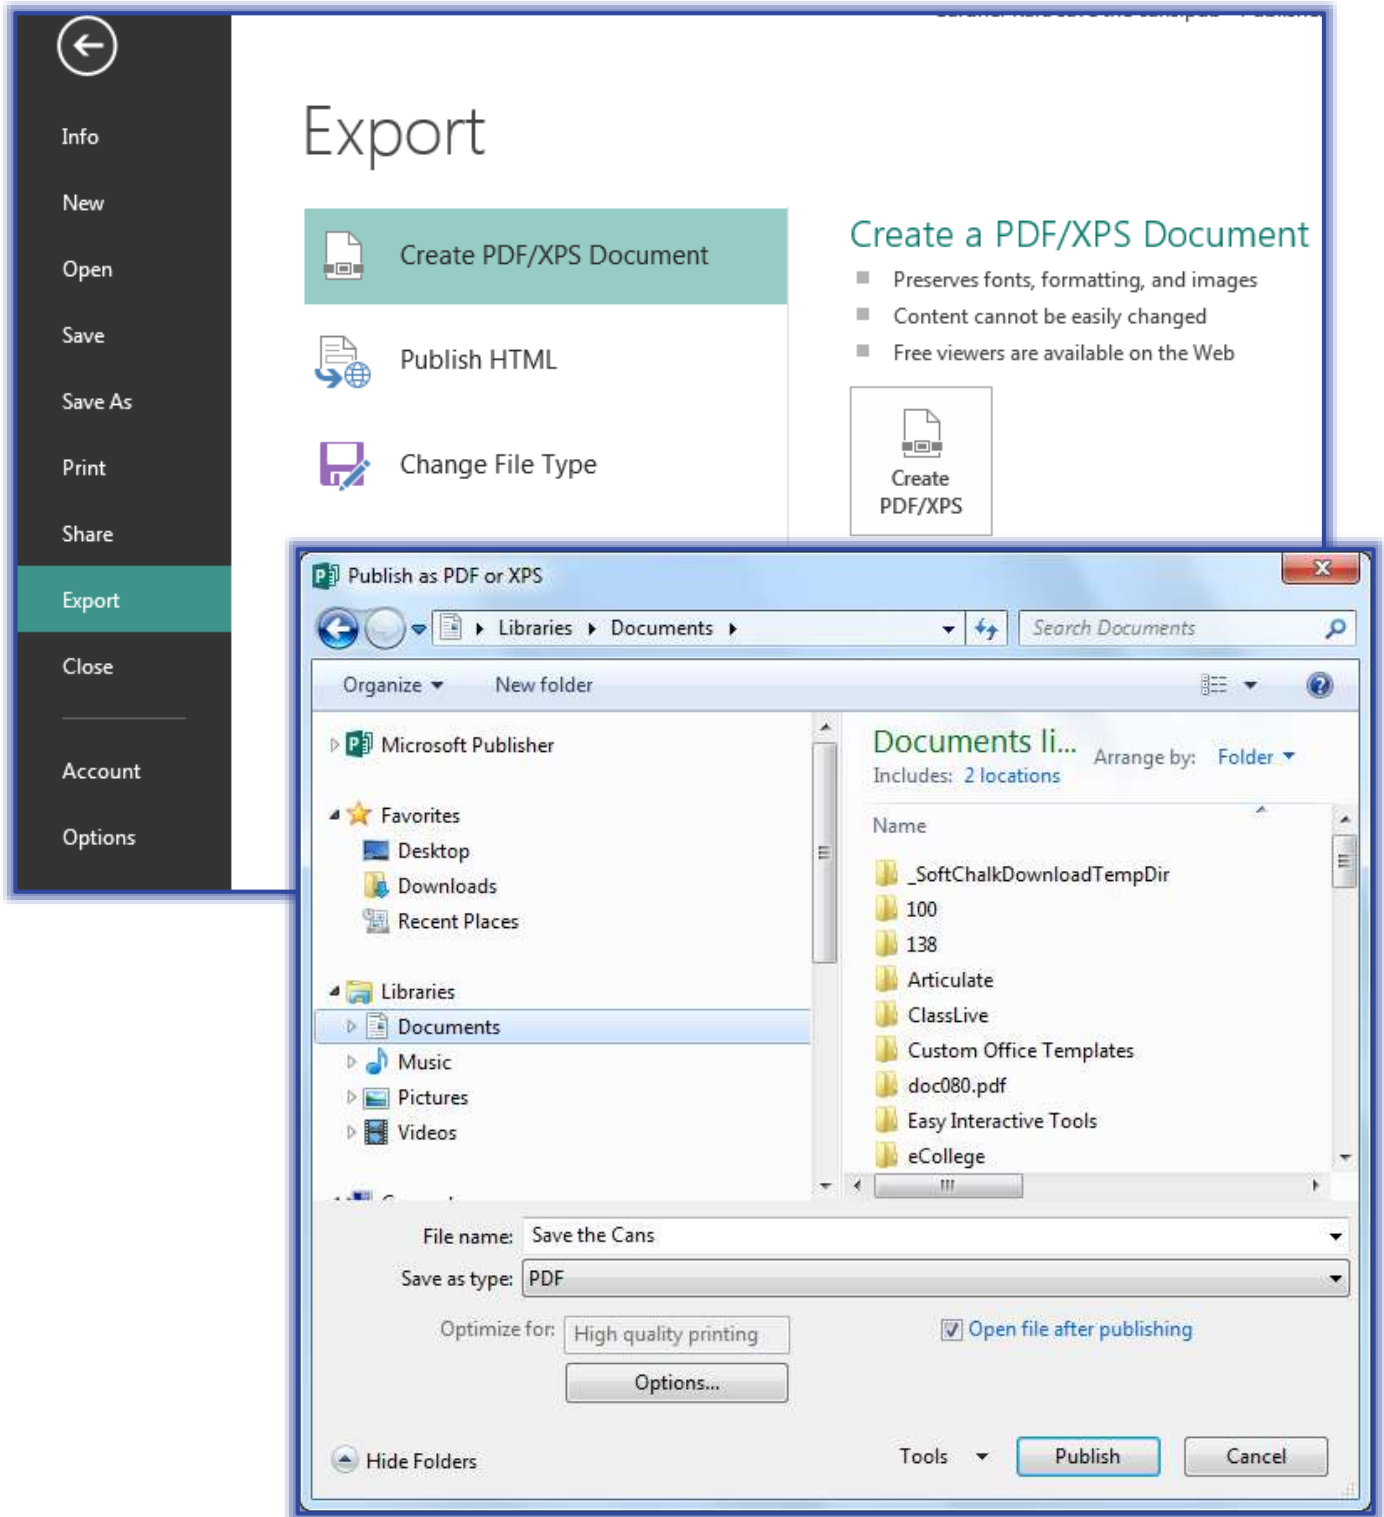 Info
New
Open
Save
Save As
Print
Share
Export
Close
Account
Options
Export
Create PDF/XPS Document
Publish HTML
Change File Type
Create a PDF/XPS Document
Preserves fonts, formatting, and images
Content cannot be easily changed
Free viewers are available on the Web
Create
PDF/XPS
Publish as PDF or XPS
Libraries Documents
Search Documents
Organize New folder
Microsoft Publisher
Favorites
Desktop
Downloads
Recent Places
Libraries
Documents
Music
Pictures
Videos
Documents li...
Includes: 2 locations
Arrange by: Folder
Name
_SoftChalkDownloadTempDir
100
138
Articulate
ClassLive
Custom Office Templates
doc080.pdf
Easy Interactive Tools
eCollege
File name: Save the Cans
Save as type: PDF
Optimize for: High quality printing
Open file after publishing
Options...
Hide Folders
Tools Publish Cancel